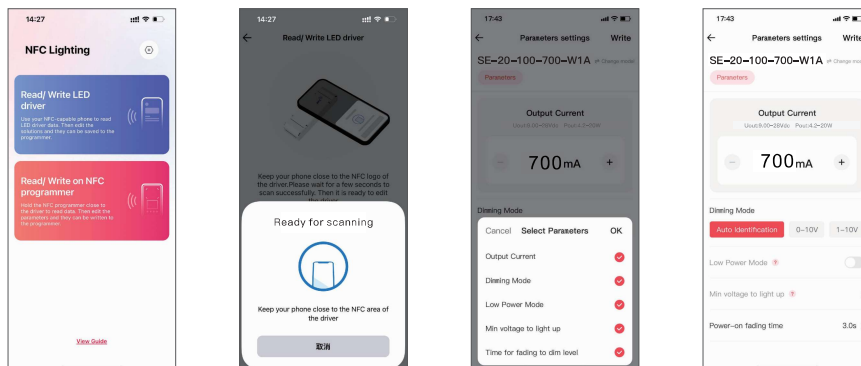 14:27
NFC Lighting
Read/ Write LED
driver
Use your NFC-capable phone to read
LED driver data. Then edit the
solutions and they can be saved to the
programmer.
Read/ Write on NFC
programmer
Hold the NFC programmer close to
the driver to read data. Then edit the
parameters and they can be written to
the programmer.
View Guide
14:27
Read/ Write LED driver
Keep your phone close to the NFC logo of
the driver.Please wait for a few seconds to
scan successfully. Then it is ready to edit
the driver
Ready for scanning
Keep your phone close to the NFC area of
the driver
取消
17:43
Parameters settings Write
SE-20-100-700-W1A
Parameters
Output Current
700mA
Dimming Mode
Cancel Select Parameters OK
Output Current
Dimming Mode
Low Power Mode
Min voltage to light up
Time for fading to dim level
17:43
Parameters settings Write
SE-20-100-700-W1A ⇌ Change mode
Parameters
Output Current
Uout:9.00-28Vdc Pout:4.2-20W
700mA
Dimming Mode
Auto Identification 0-10V 1-10V
Low Power Mode ?
Min voltage to light up ?
Power-on fading time 3.0s